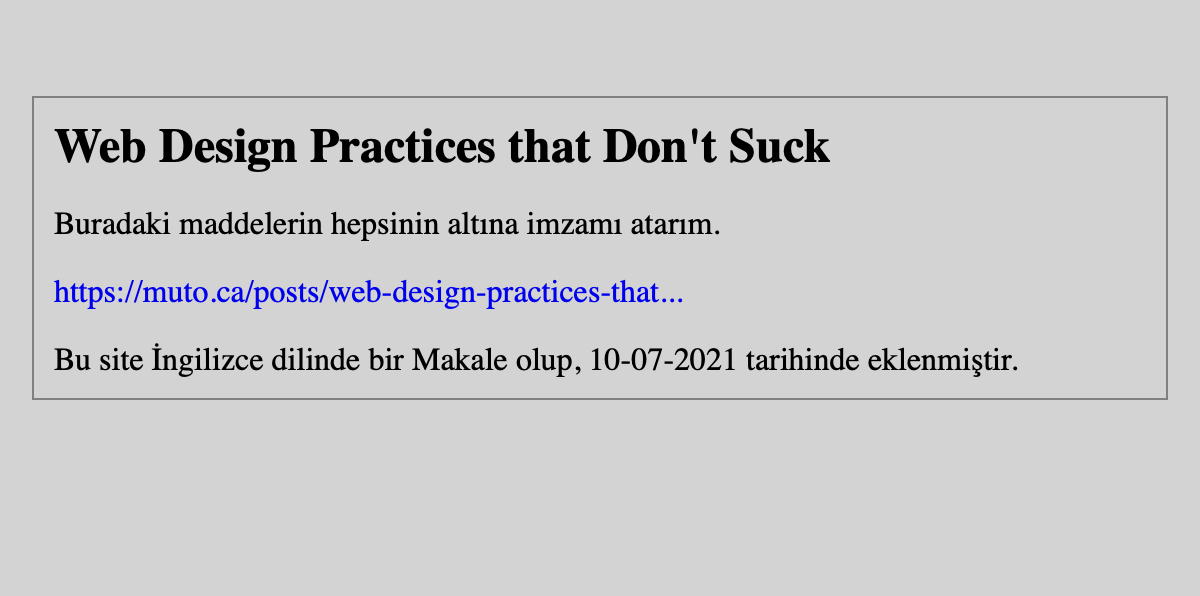 Web Design Practices that Don't Suck
Buradaki maddelerin hepsinin altına imzamı atarım.
https://muto.ca/posts/web-design-practices-that...
Bu site İngilizce dilinde bir Makale olup, 10-07-2021 tarihinde eklenmiştir.